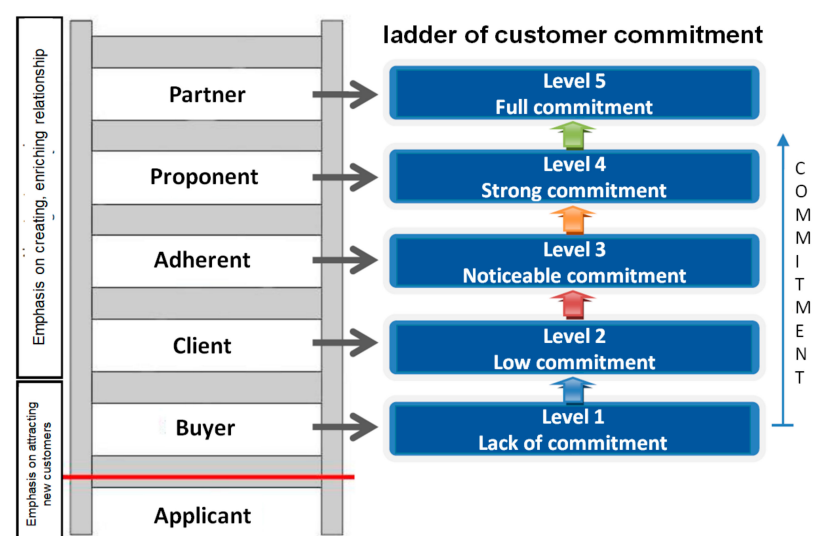 ladder of customer commitment
Emphasis on creating, enriching relationship
Partner
Level 5
Full commitment
Proponent
Level 4
Strong commitment
Adherent
Level 3
Noticeable commitment
Client
Level 2
Low commitment
Buyer
Level 1
Lack of commitment
Emphasis on attracting
new customers
Applicant
COMMITMENT